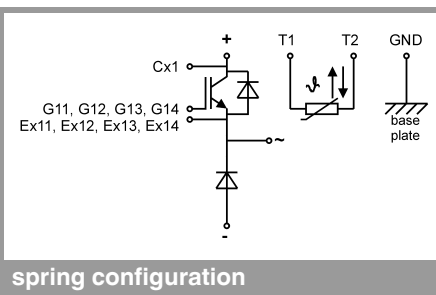 +
T1 T2 GND
Cx1
ϑ
G11, G12, G13, G14
Ex11, Ex12, Ex13, Ex14
base
plate
~
-
spring configuration